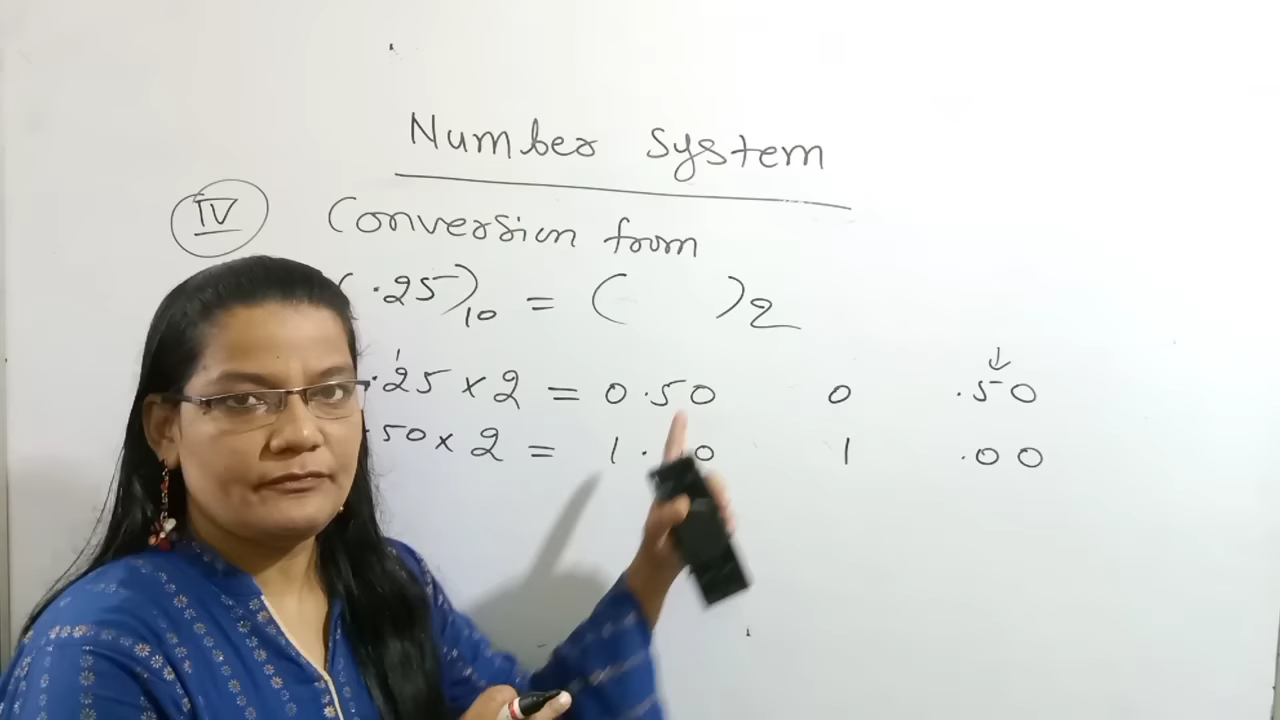 Number System
IV Conversion from
(.25)10 = ( )2
.25 x 2 = 0.50 0 .50
.50 x 2 = 1. 0 1 .00